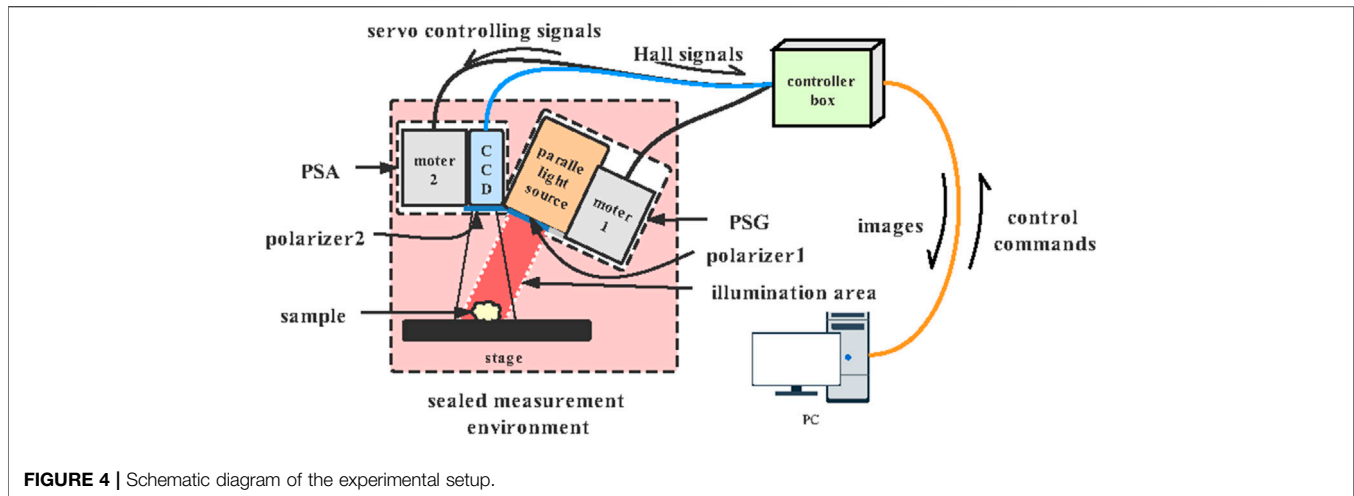 servo controlling signals
Hall signals
controller
box
PSA
moter
2
C
C
D
paralle
light
source
moter
1
PSG
polarizer2
polarizer1
images
control
commands
illumination area
sample
stage
sealed measurement
environment
PC
FIGURE 4 | Schematic diagram of the experimental setup.